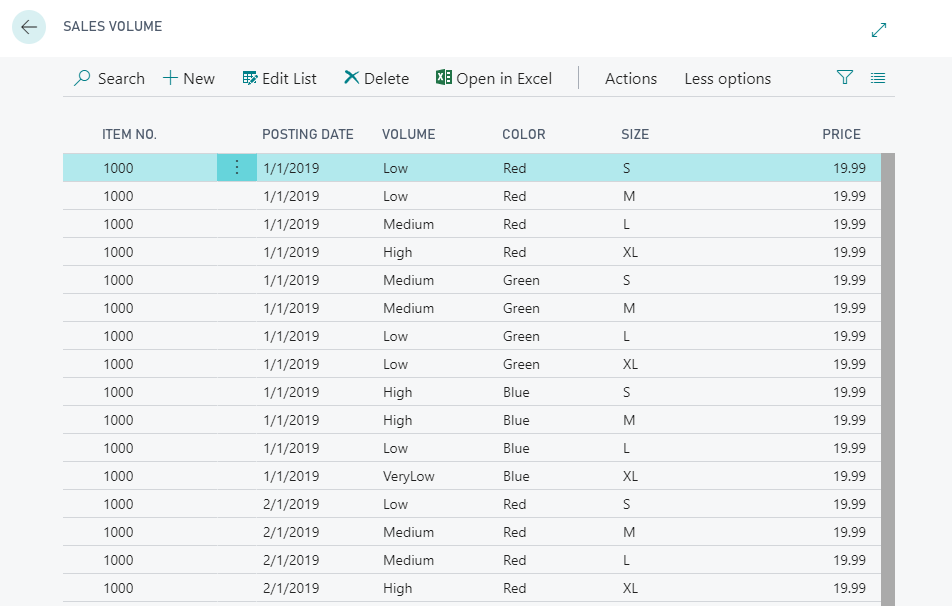 SALES VOLUME
Search New Edit List Delete Open in Excel Actions Less options
ITEM NO. POSTING DATE VOLUME COLOR SIZE PRICE
1000 1/1/2019 Low Red S 19.99
1000 1/1/2019 Low Red M 19.99
1000 1/1/2019 Medium Red L 19.99
1000 1/1/2019 High Red XL 19.99
1000 1/1/2019 Medium Green S 19.99
1000 1/1/2019 Medium Green M 19.99
1000 1/1/2019 Low Green L 19.99
1000 1/1/2019 Low Green XL 19.99
1000 1/1/2019 High Blue S 19.99
1000 1/1/2019 High Blue M 19.99
1000 1/1/2019 Low Blue L 19.99
1000 1/1/2019 VeryLow Blue XL 19.99
1000 2/1/2019 Low Red S 19.99
1000 2/1/2019 Medium Red M 19.99
1000 2/1/2019 Medium Red L 19.99
1000 2/1/2019 High Red XL 19.99